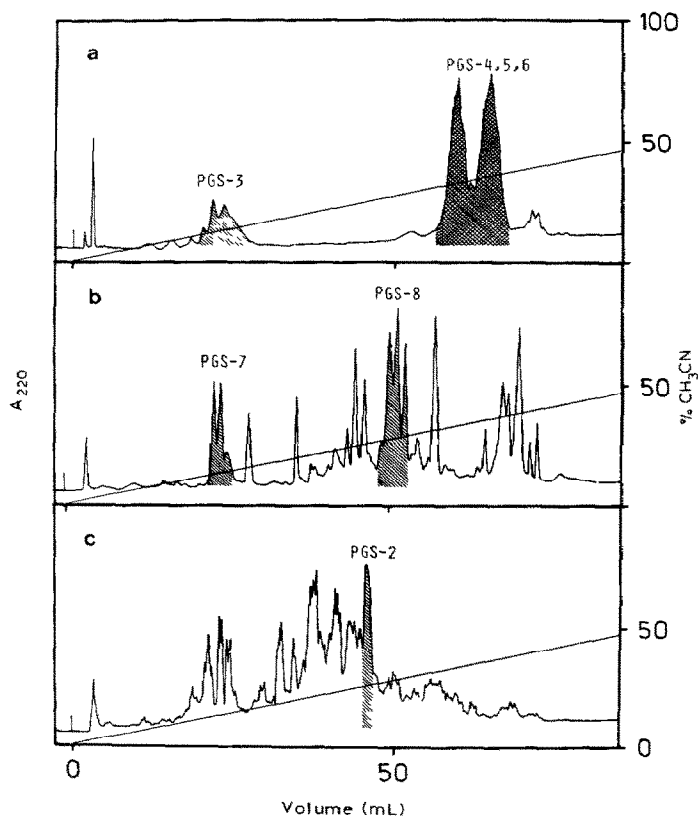 100
a
PGS-4,5,6
PGS-3
50
b
PGS-8
PGS-7
50
A220
% CH3CN
c
PGS-2
50
0
0
50
Volume (mL)